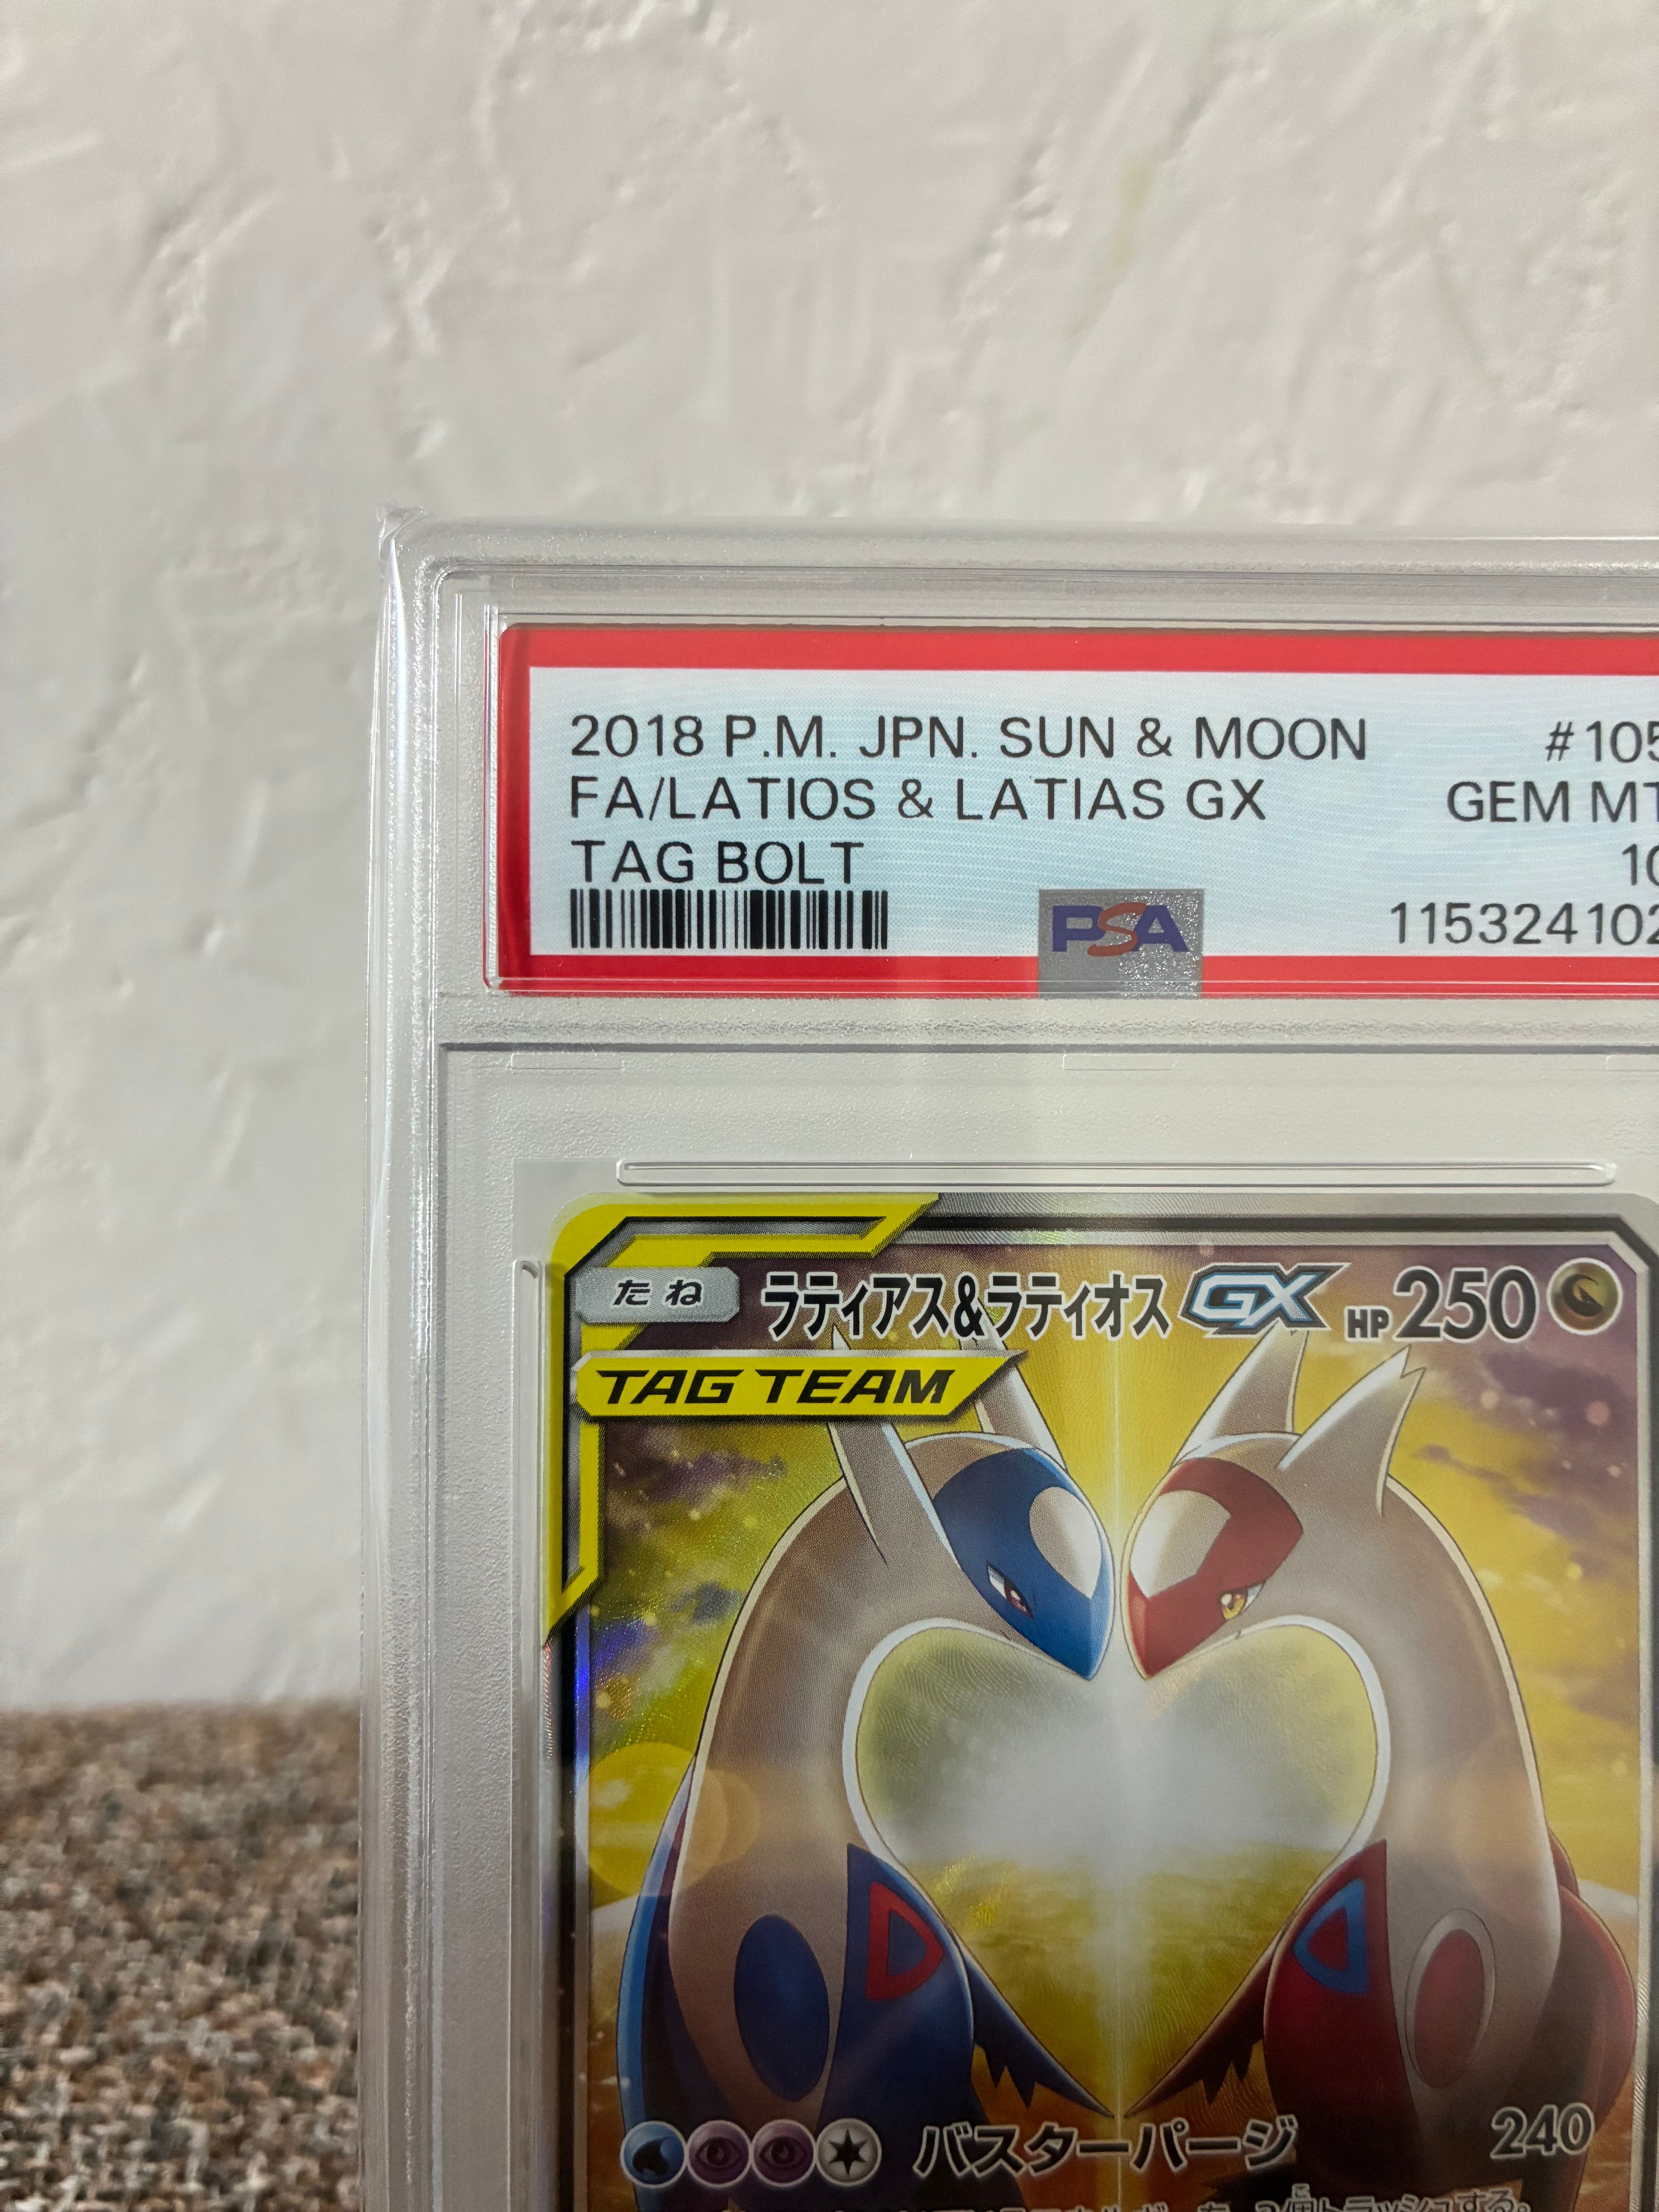 2018 P.M. JPN. SUN & MOON #105
FA/LATIOS & LATIAS GX GEM MT
TAG BOLT 10
PSA 115324102
たね ラティアス&ラティオス GX HP 250
TAG TEAM
バスターパージ 240